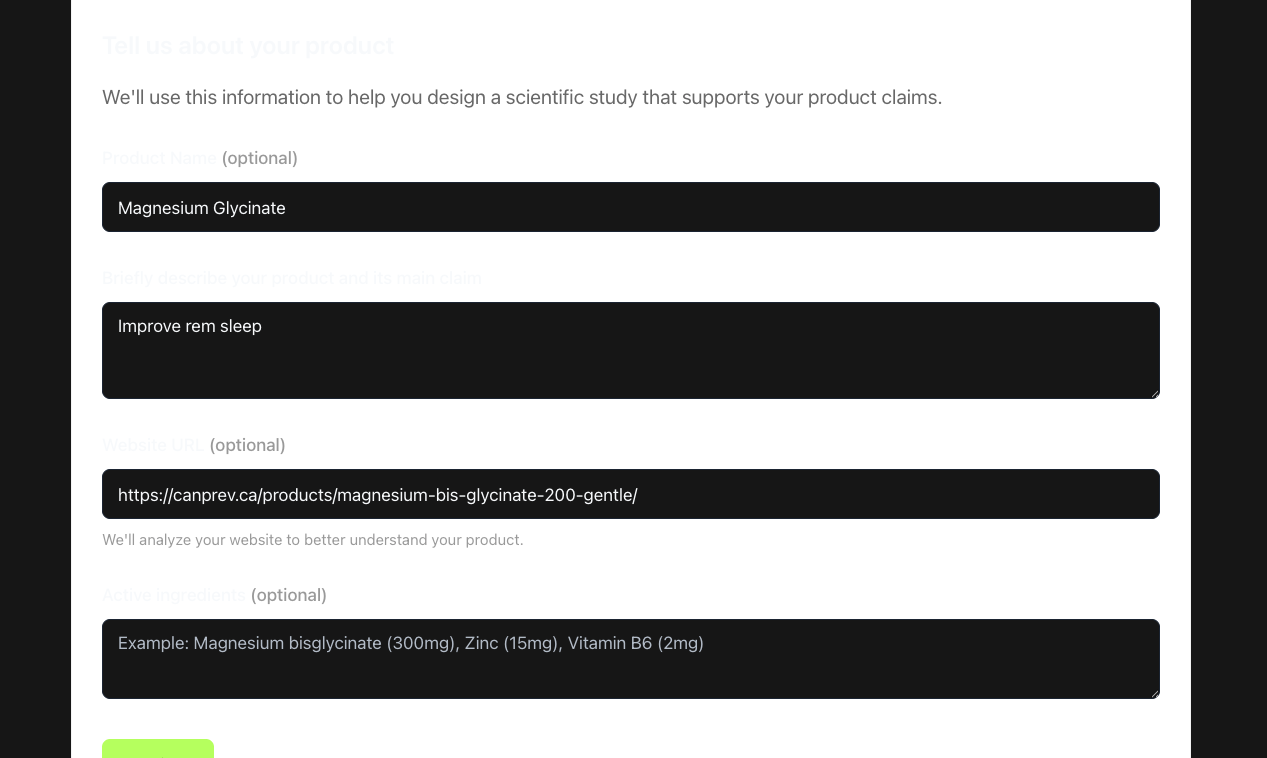 Tell us about your product
We'll use this information to help you design a scientific study that supports your product claims.
Product Name (optional)
Magnesium Glycinate
Briefly describe your product and its main claim
Improve rem sleep
Website URL (optional)
https://canprev.ca/products/magnesium-bis-glycinate-200-gentle/
We'll analyze your website to better understand your product.
Active ingredients (optional)
Example: Magnesium bisglycinate (300mg), Zinc (15mg), Vitamin B6 (2mg)